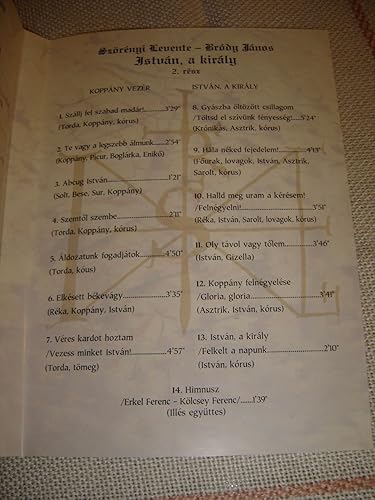 Szörényi Levente – Bródy János
István, a király
2. rész
KOPPÁNY VEZÉR
1. Szállj fel szabad madár!............3'29"
(Torda, Koppány, kórus)
2. Te vagy a legszebb álmunk......2'54"
(Koppány, Picur, Boglárka, Enikő)
3. Abcúg István............1'21"
(Solt, Bese, Sur, Koppány)
4. Szemtől szembe............2'11"
(Torda, Koppány, kórus)
5. Áldozatunk fogadjátok............4'50"
(Torda, kóus)
6. Elkésett békevágy............3'35"
(Réka, Koppány, István)
7. Véres kardot hoztam
/Vezess minket István!............4'57"
(Torda, tömeg)
ISTVÁN, A KIRÁLY
8. Gyászba öltözött csillagom
/Töltsd el szívünk fényesség!......5'24"
(Krónikás, Asztrik, kórus)
9. Hála néked fejedelem!............4'13"
(Főurak, lovagok, István, Asztrik,
Sarolt, kórus)
10. Halld meg uram a kérésem!
/Felnégyelni!............3'51"
(Réka, István, Sarolt, lovagok, kórus)
11. Oly távol vagy tőlem............3'46"
(István, Gizella)
12. Koppány felnégyelése
/Gloria, gloria............3'41"
(Asztrik, István, kórus)
13. István, a király
/Felkelt a napunk............2'10"
(István, kórus)
14. Himnusz
/Erkel Ferenc – Kölcsey Ferenc/......1'39"
(Illés együttes)